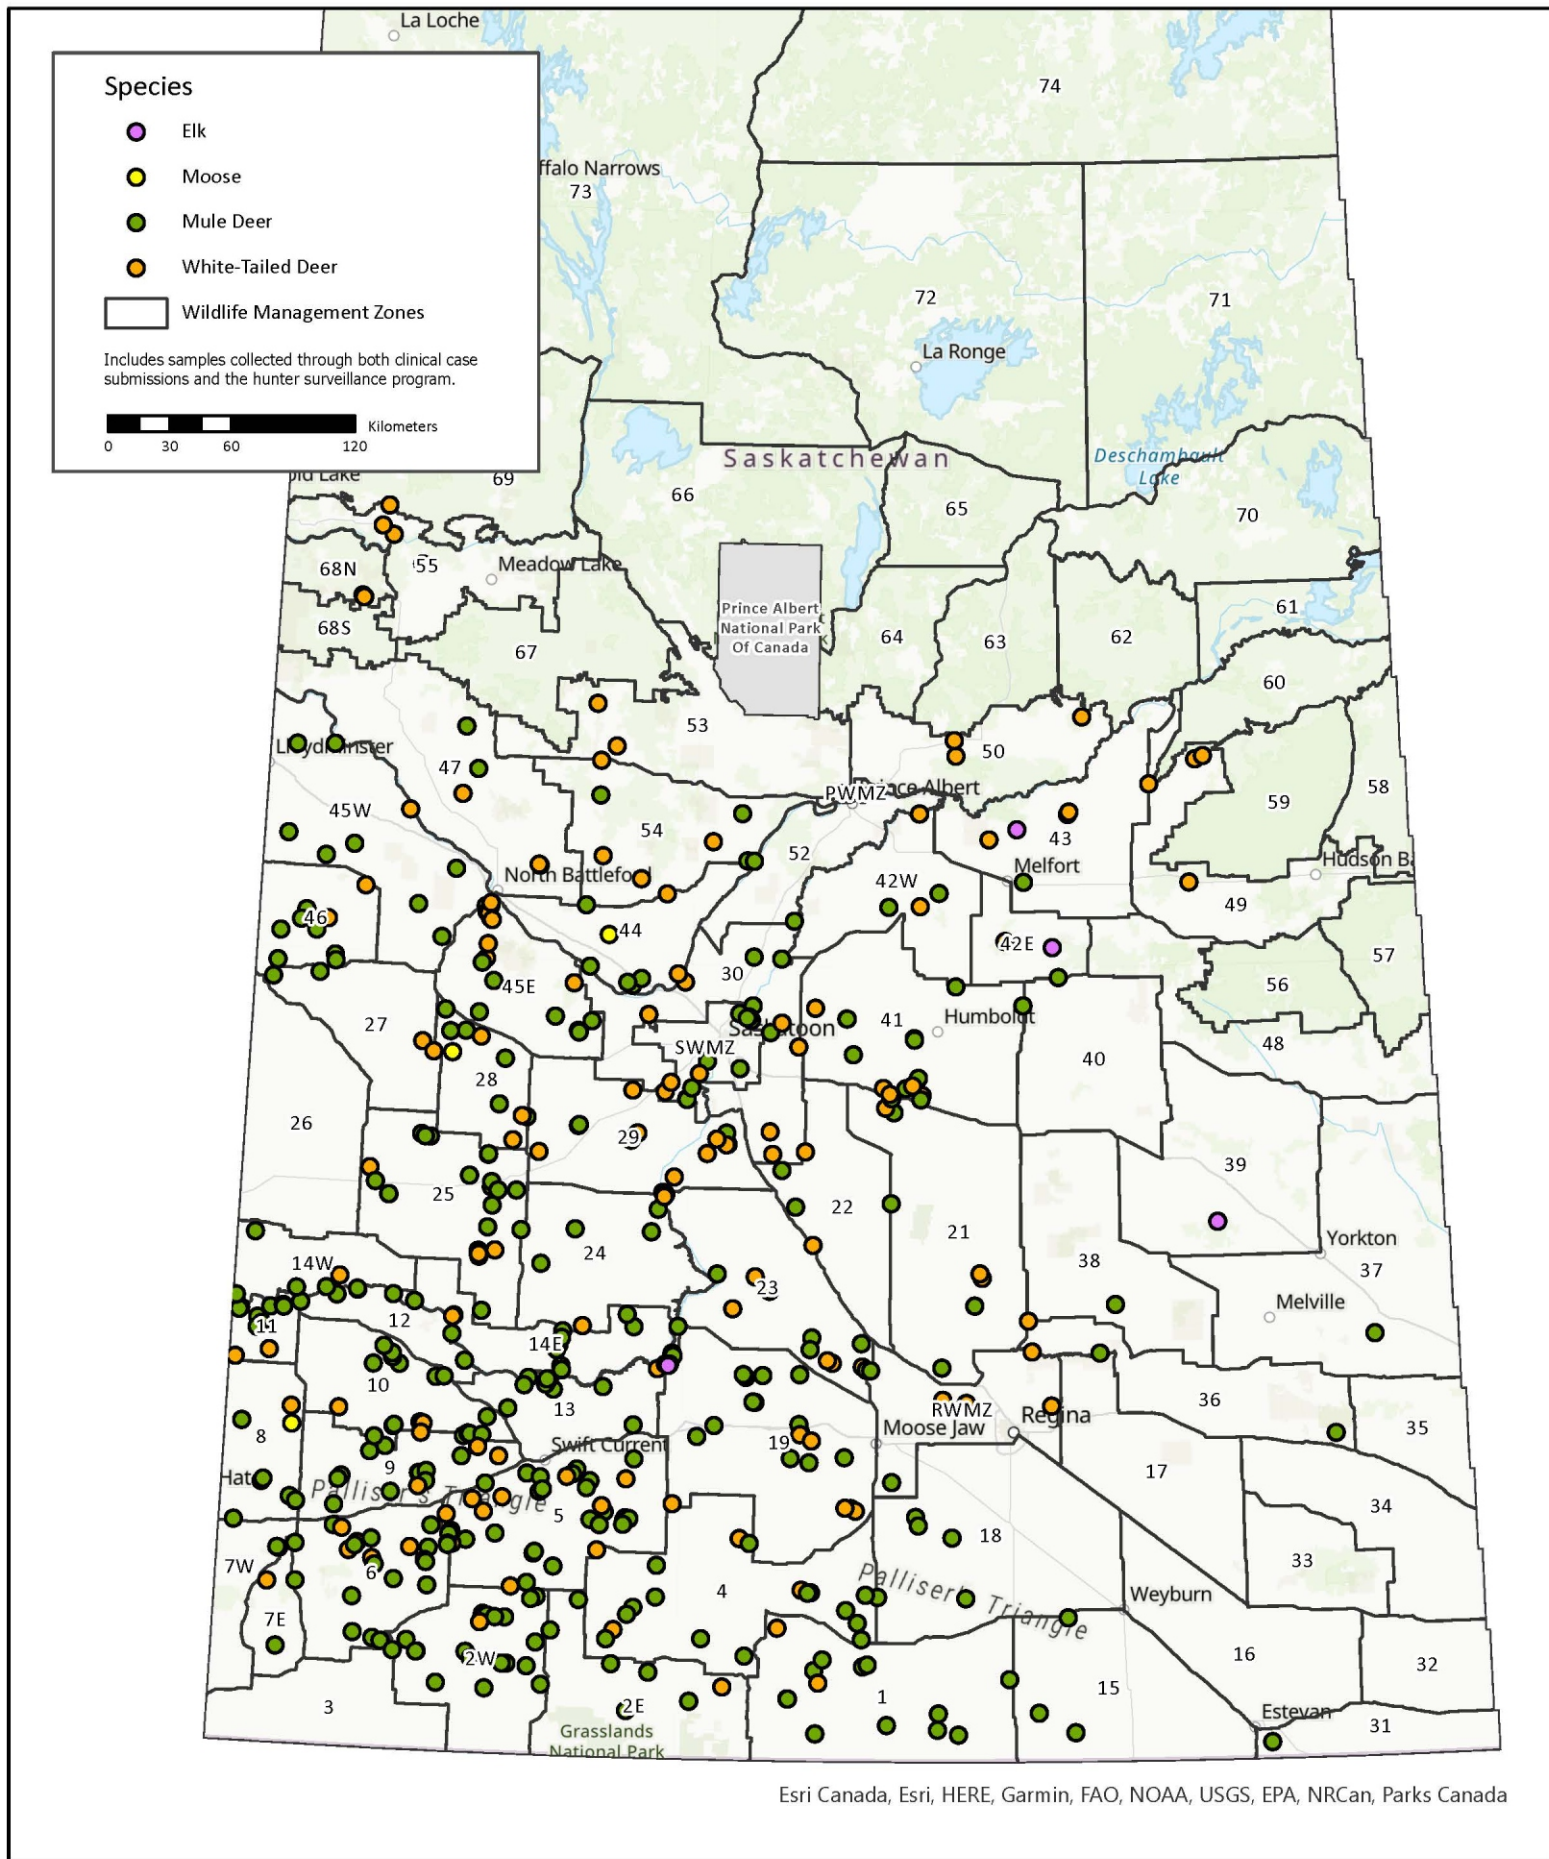 La Loche
74
Species
Elk
Moose
Mule Deer
White-Tailed Deer
Wildlife Management Zones
Includes samples collected through both clinical case
submissions and the hunter surveillance program.
Kilometers
0 30 60 120
ffalo Narrows
73
72
71
La Ronge
Saskatchewan
Deschambault
Lake
old Lake
69
66
65
70
68N
55
Meadow Lake
Prince Albert
National Park
Of Canada
61
68S
64
63
62
67
60
53
50
Lloydminster
47
PWMZ
Prince Albert
59
58
45W
54
43
52
Melfort
Hudson Ba
North Battleford
42W
49
46
44
42E
57
30
56
45E
27
41
Humboldt
Saskatoon
SWMZ
48
40
28
26
29
39
25
22
21
24
38
Yorkton
37
14W
23
Melville
12
11
14E
10
36
13
RWMZ
Regina
35
8
Moose Jaw
19
Swift Current
9
17
Hat
Palliser's Triangle
5
34
18
33
7W
6
4
Palliser's Triangle
Weyburn
7E
16
2W
32
15
3
2E
1
Estevan
31
Grasslands
National Park
Esri Canada, Esri, HERE, Garmin, FAO, NOAA, USGS, EPA, NRCan, Parks Canada